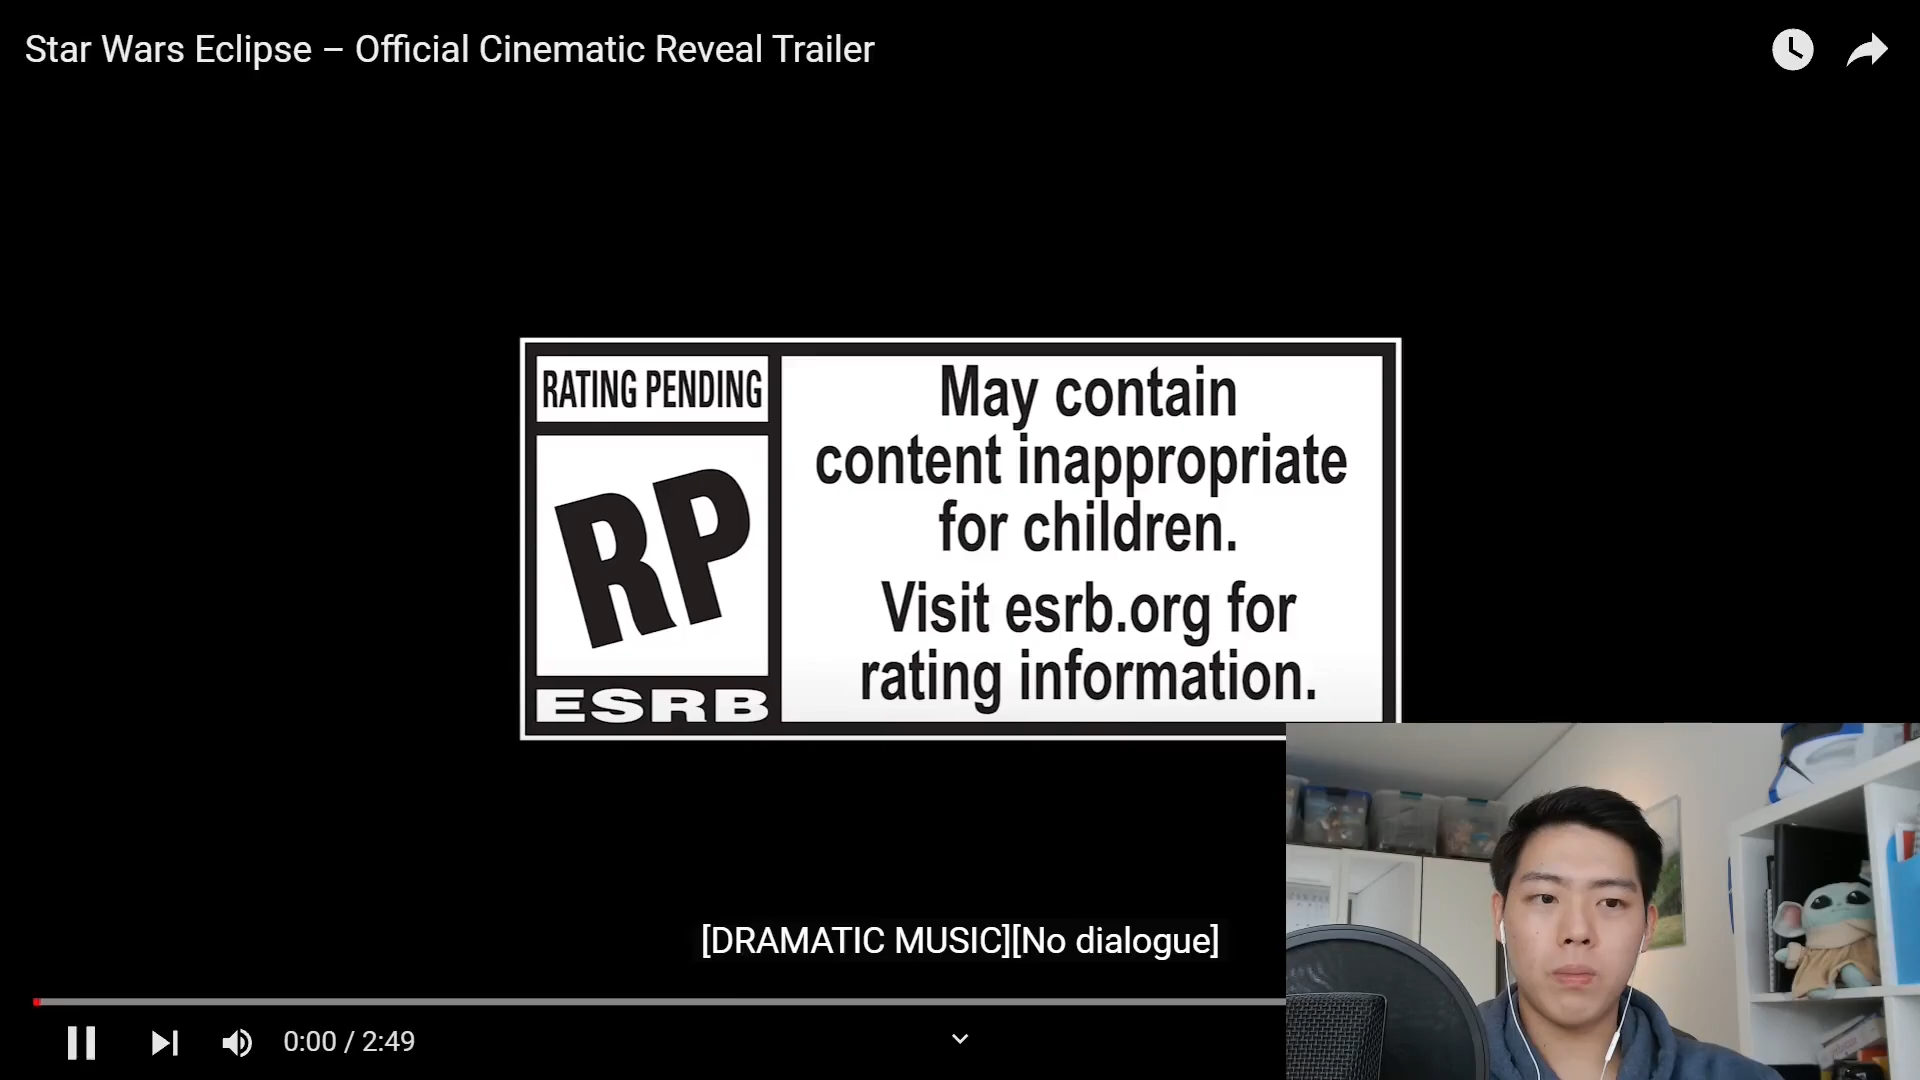 Star Wars Eclipse – Official Cinematic Reveal Trailer
RATING PENDING
RP
ESRB
May contain
content inappropriate
for children.
Visit esrb.org for
rating information.
[DRAMATIC MUSIC][No dialogue]
0:00 / 2:49